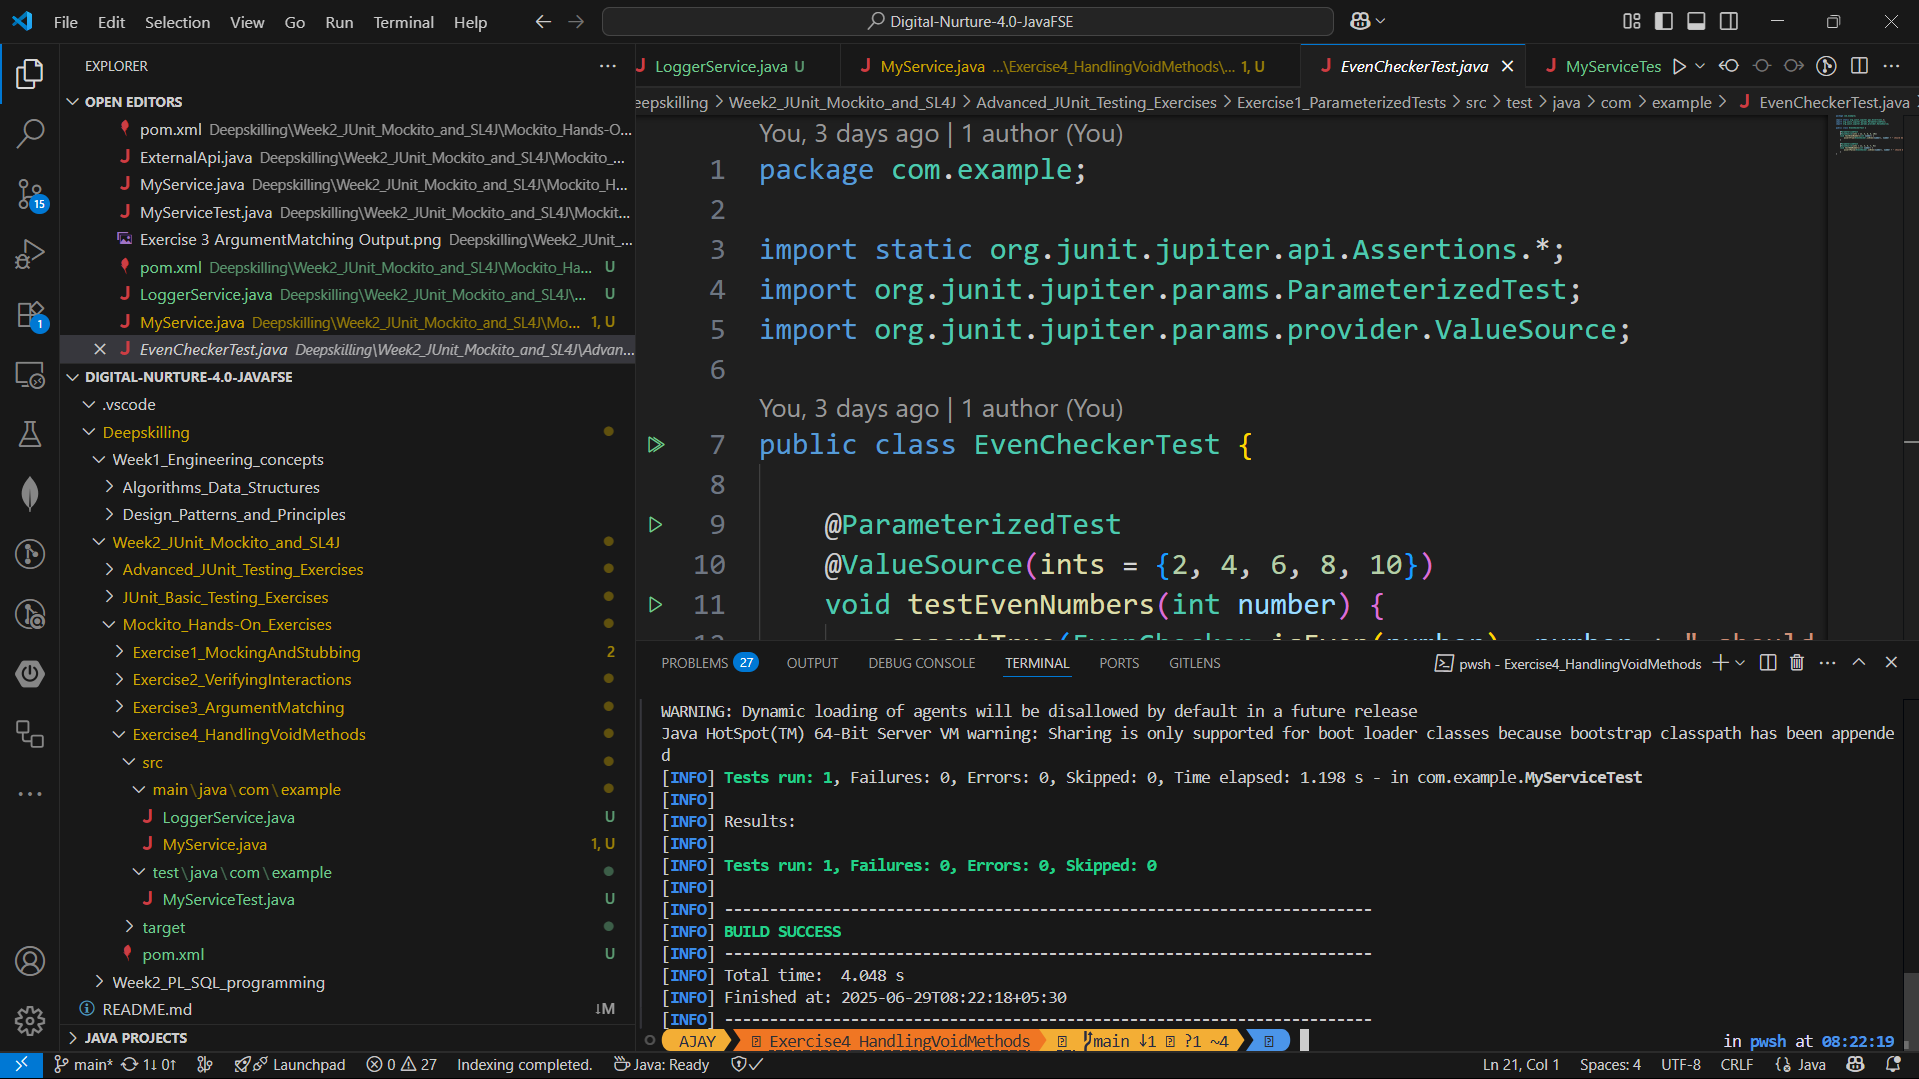 File Edit Selection View Go Run Terminal Help
Digital-Nurture-4.0-JavaFSE
EXPLORER
OPEN EDITORS
pom.xml Deepskilling\Week2_JUnit_Mockito_and_SL4J\Mockito_Hands-O...
ExternalApi.java Deepskilling\Week2_JUnit_Mockito_and_SL4J\Mockito_...
MyService.java Deepskilling\Week2_JUnit_Mockito_and_SL4J\Mockito_H...
MyServiceTest.java Deepskilling\Week2_JUnit_Mockito_and_SL4J\Mockit...
Exercise 3 ArgumentMatching Output.png Deepskilling\Week2_JUnit_...
pom.xml Deepskilling\Week2_JUnit_Mockito_and_SL4J\Mockito_Ha... U
LoggerService.java Deepskilling\Week2_JUnit_Mockito_and_SL4J\... U
MyService.java Deepskilling\Week2_JUnit_Mockito_and_SL4J\Mo... 1, U
EvenCheckerTest.java Deepskilling\Week2_JUnit_Mockito_and_SL4J\Advan...
DIGITAL-NURTURE-4.0-JAVAFSE
.vscode
Deepskilling
Week1_Engineering_concepts
Algorithms_Data_Structures
Design_Patterns_and_Principles
Week2_JUnit_Mockito_and_SL4J
Advanced_JUnit_Testing_Exercises
JUnit_Basic_Testing_Exercises
Mockito_Hands-On_Exercises
Exercise1_MockingAndStubbing 2
Exercise2_VerifyingInteractions
Exercise3_ArgumentMatching
Exercise4_HandlingVoidMethods
src
main\java\com\example
LoggerService.java U
MyService.java 1, U
test\java\com\example
MyServiceTest.java U
target
pom.xml U
Week2_PL_SQL_programming
README.md ↓M
JAVA PROJECTS
15
1
LoggerService.java U
MyService.java ...\Exercise4_HandlingVoidMethods\... 1, U
EvenCheckerTest.java
MyServiceTes
eepskilling > Week2_JUnit_Mockito_and_SL4J > Advanced_JUnit_Testing_Exercises > Exercise1_ParameterizedTests > src > test > java > com > example > EvenCheckerTest.java
You, 3 days ago | 1 author (You)
1 package com.example;
2
3 import static org.junit.jupiter.api.Assertions.*;
4 import org.junit.jupiter.params.ParameterizedTest;
5 import org.junit.jupiter.params.provider.ValueSource;
6
You, 3 days ago | 1 author (You)
7 public class EvenCheckerTest {
8
9 @ParameterizedTest
10 @ValueSource(ints = {2, 4, 6, 8, 10})
11 void testEvenNumbers(int number) {
12 assertTrue(EvenChecker.isEven(number), number + " should
PROBLEMS 27 OUTPUT DEBUG CONSOLE TERMINAL PORTS GITLENS
pwsh - Exercise4_HandlingVoidMethods
WARNING: Dynamic loading of agents will be disallowed by default in a future release
Java HotSpot(TM) 64-Bit Server VM warning: Sharing is only supported for boot loader classes because bootstrap classpath has been appende
d
[INFO] Tests run: 1, Failures: 0, Errors: 0, Skipped: 0, Time elapsed: 1.198 s - in com.example.MyServiceTest
[INFO]
[INFO] Results:
[INFO]
[INFO] Tests run: 1, Failures: 0, Errors: 0, Skipped: 0
[INFO]
[INFO] ------------------------------------------------------------------------
[INFO] BUILD SUCCESS
[INFO] ------------------------------------------------------------------------
[INFO] Total time:  4.048 s
[INFO] Finished at: 2025-06-29T08:22:18+05:30
[INFO] ------------------------------------------------------------------------
AJAY Exercise4_HandlingVoidMethods main ↓1 ?1 ~4
in pwsh at 08:22:19
main* 1↓ 0↑ Launchpad 0 27 Indexing completed. Java: Ready
Ln 21, Col 1 Spaces: 4 UTF-8 CRLF {} Java